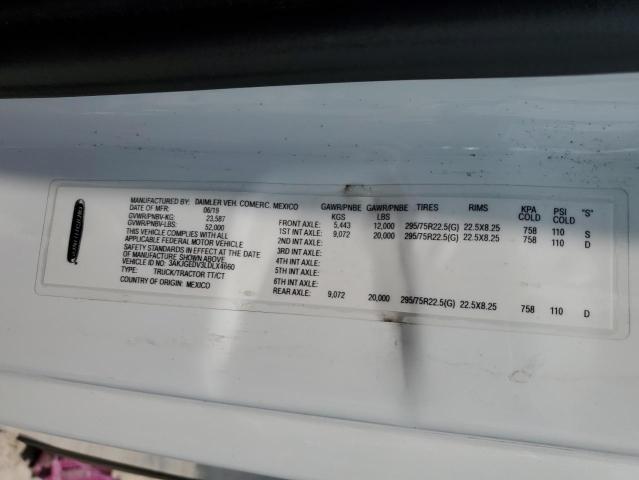 FREIGHTLINER
MANUFACTURED BY: DAIMLER VEH. COMERC. MEXICO
DATE OF MFR: 06/19
GVWR/PNBV-KG: 23,587
GVWR/PNBV-LBS: 52,000
THIS VEHICLE COMPLIES WITH ALL
APPLICABLE FEDERAL MOTOR VEHICLE
SAFETY STANDARDS IN EFFECT AT THE DATE
OF MANUFACTURE SHOWN ABOVE.
VEHICLE ID NO: 3AKJGEDV3LDLX4660
TYPE: TRUCK/TRACTOR TT/CT
COUNTRY OF ORIGIN: MEXICO
GAWR/PNBE GAWR/PNBE TIRES RIMS KPA PSI "S"
KGS LBS COLD COLD
FRONT AXLE: 5,443 12,000 295/75R22.5(G) 22.5X8.25 758 110 S
1ST INT AXLE: 9,072 20,000 295/75R22.5(G) 22.5X8.25 758 110 D
2ND INT AXLE:
3RD INT AXLE:
4TH INT AXLE:
5TH INT AXLE:
6TH INT AXLE:
REAR AXLE: 9,072 20,000 295/75R22.5(G) 22.5X8.25 758 110 D